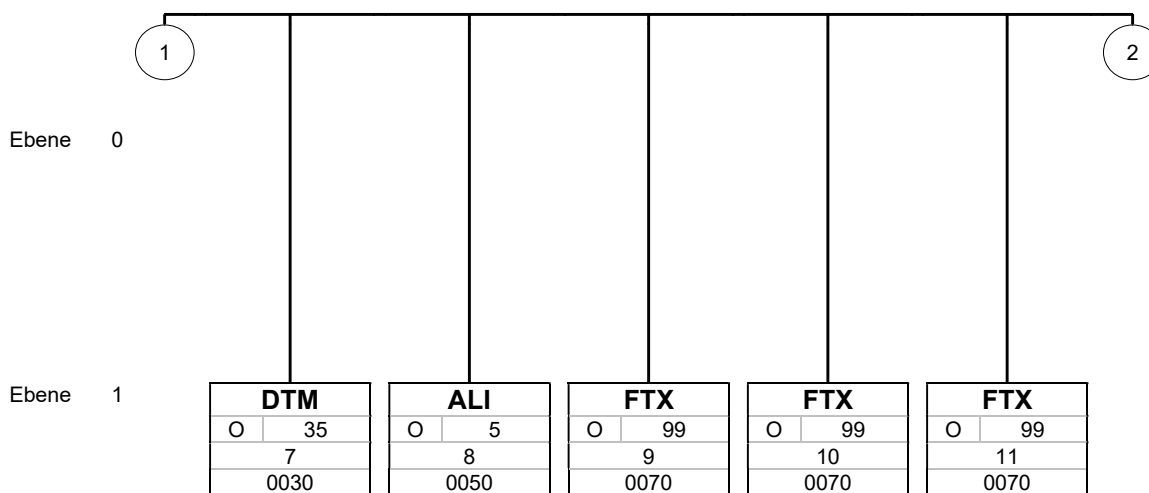 1 2
Ebene 0
Ebene 1
DTM ALI FTX FTX FTX
O 35 O 5 O 99 O 99 O 99
7 8 9 10 11
0030 0050 0070 0070 0070